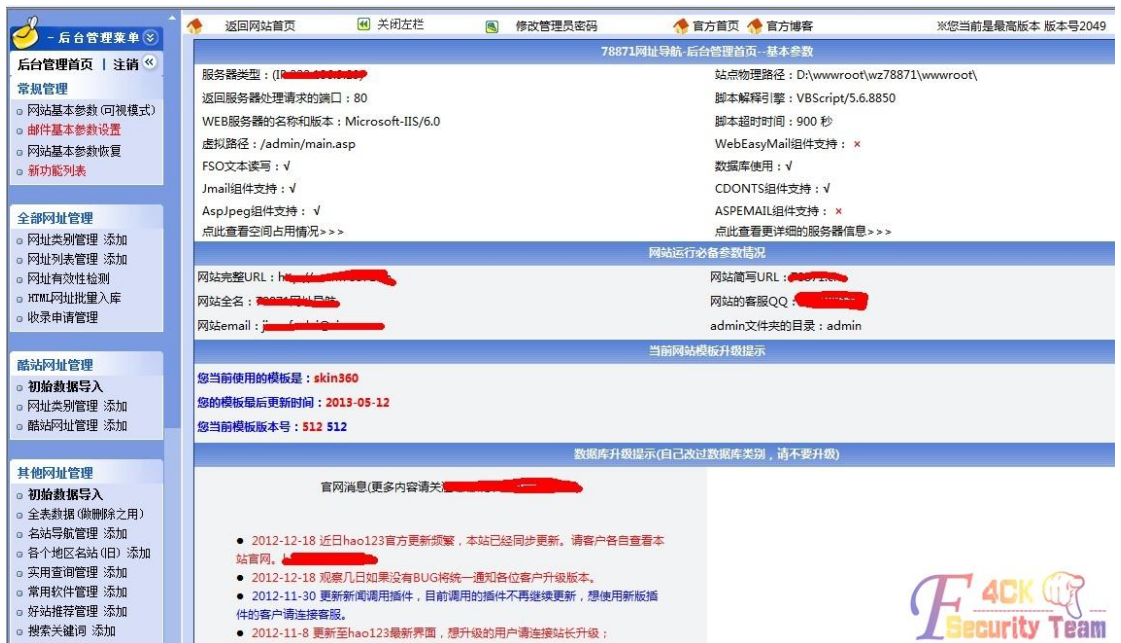 返回网站首页 关闭左栏 修改管理员密码 官方首页 官方博客 ※您当前是最高版本 版本号2049
- 后台管理菜单
后台管理首页 | 注销
常规管理
网站基本参数(可视模式)
邮件基本参数设置
网站基本参数恢复
新功能列表
全部网址管理
网址类别管理 添加
网址列表管理 添加
网址有效性检测
HTML网址批量入库
收录申请管理
酷站网址管理
初始数据导入
网址类别管理 添加
酷站网址管理 添加
其他网址管理
初始数据导入
全表数据(做删除之用)
名站导航管理 添加
各个地区名站(旧) 添加
实用查询管理 添加
常用软件管理 添加
好站推荐管理 添加
搜索关键词 添加
78871网址导航-后台管理首页--基本参数
服务器类型:(IP 站点物理路径:D:\wwwroot\wz78871\wwwroot\
返回服务器处理请求的端口:80 脚本解释引擎:VBScript/5.6.8850
WEB服务器的名称和版本:Microsoft-IIS/6.0 脚本超时时间:900 秒
虚拟路径:/admin/main.asp WebEasyMail组件支持: ×
FSO文本读写:√ 数据库使用:√
Jmail组件支持:√ CDONTS组件支持:√
AspJpeg组件支持: √ ASPEMAIL组件支持: ×
点此查看空间占用情况>>> 点此查看更详细的服务器信息>>>
网站运行必备参数情况
网站完整URL: 网站简写URL:
网站全名: 网站的客服QQ:
网站email: admin文件夹的目录:admin
当前网站模板升级提示
您当前使用的模板是:skin360
您的模板最后更新时间:2013-05-12
您当前模板版本号:512 512
数据库升级提示(自己改过数据库类别,请不要升级)
官网消息(更多内容请关
● 2012-12-18 近日hao123官方更新频繁,本站已经同步更新。请客户各自查看本
站官网。
● 2012-12-18 观察几日如果没有BUG将统一通知各位客户升级版本。
● 2012-11-30 更新新闻调用插件,目前调用的插件不再继续更新,想使用新版插
件的客户请连接客服。
● 2012-11-8 更新至hao123最新界面,想升级的用户请连接站长升级;
F4CK
Security Team